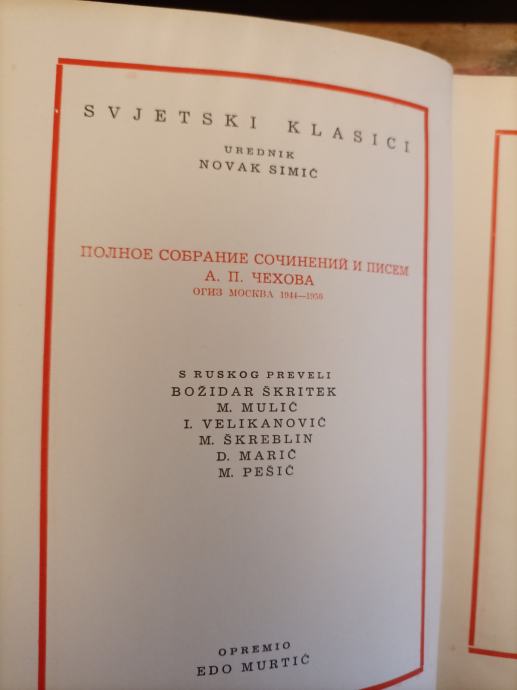 SVJETSKI KLASICI
UREDNIK
NOVAK SIMIĆ
ПОЛНОЕ СОБРАНИЕ СОЧИНЕНИЙ И ПИСЕМ
А. П. ЧЕХОВА
ОГИЗ МОСКВА 1944—1950
S RUSKOG PREVELI
BOŽIDAR ŠKRITEK
M. MULIĆ
I. VELIKANOVIĆ
M. ŠKREBLIN
D. MARIĆ
M. PEŠIĆ
OPREMIO
EDO MURTIĆ